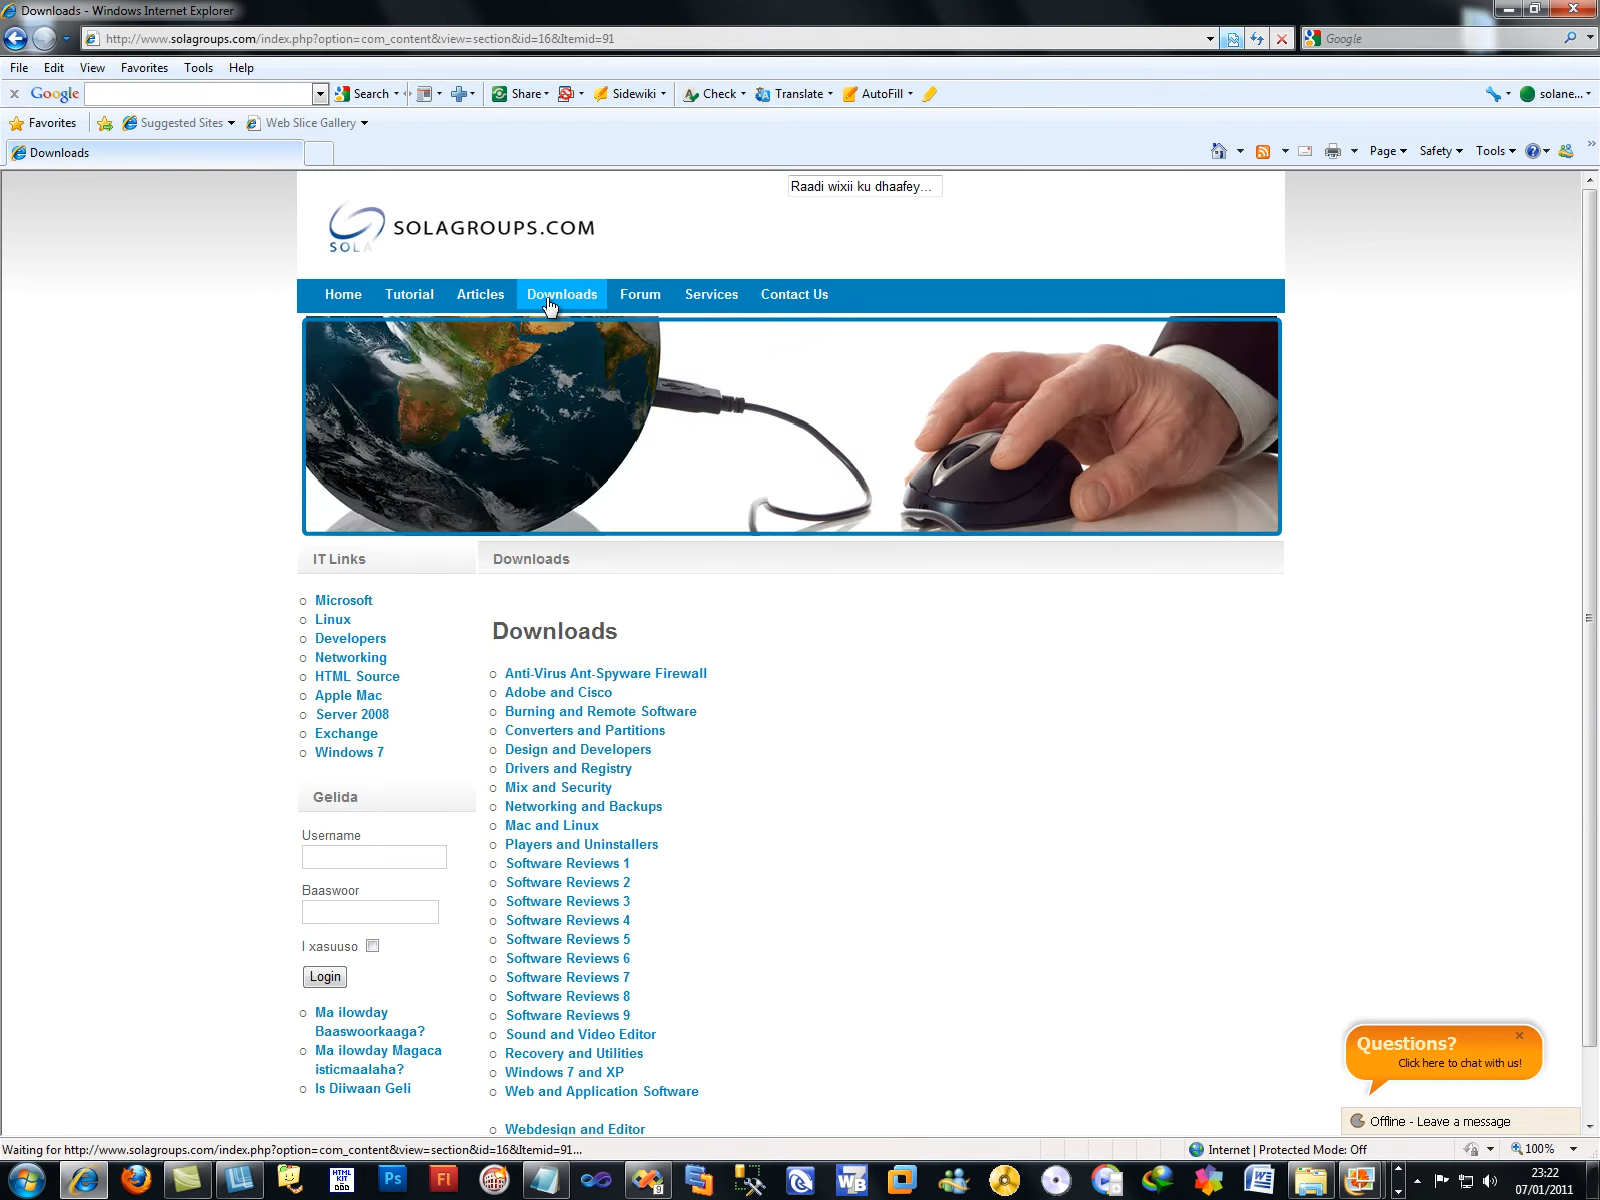 Downloads - Windows Internet Explorer
http://www.solagroups.com/index.php?option=com_content&view=section&id=16&Itemid=91
Google
File Edit View Favorites Tools Help
x Google Search Share Sidewiki Check Translate AutoFill solane...
Favorites Suggested Sites Web Slice Gallery
Downloads Page Safety Tools
Raadi wixii ku dhaafey...
SOLA SOLAGROUPS.COM
Home Tutorial Articles Downloads Forum Services Contact Us
IT Links
Microsoft
Linux
Developers
Networking
HTML Source
Apple Mac
Server 2008
Exchange
Windows 7
Gelida
Username
Baaswoor
I xasuuso
Login
Ma ilowday
Baaswoorkaaga?
Ma ilowday Magaca
isticmaalaha?
Is Diiwaan Geli
Downloads
Downloads
Anti-Virus Ant-Spyware Firewall
Adobe and Cisco
Burning and Remote Software
Converters and Partitions
Design and Developers
Drivers and Registry
Mix and Security
Networking and Backups
Mac and Linux
Players and Uninstallers
Software Reviews 1
Software Reviews 2
Software Reviews 3
Software Reviews 4
Software Reviews 5
Software Reviews 6
Software Reviews 7
Software Reviews 8
Software Reviews 9
Sound and Video Editor
Recovery and Utilities
Windows 7 and XP
Web and Application Software
Webdesign and Editor
Questions?
Click here to chat with us!
Offline - Leave a message
Waiting for http://www.solagroups.com/index.php?option=com_content&view=section&id=16&Itemid=91...
Internet | Protected Mode: Off
100%
HTML
KIT
Ps
Fl
9
WB
23:22
07/01/2011